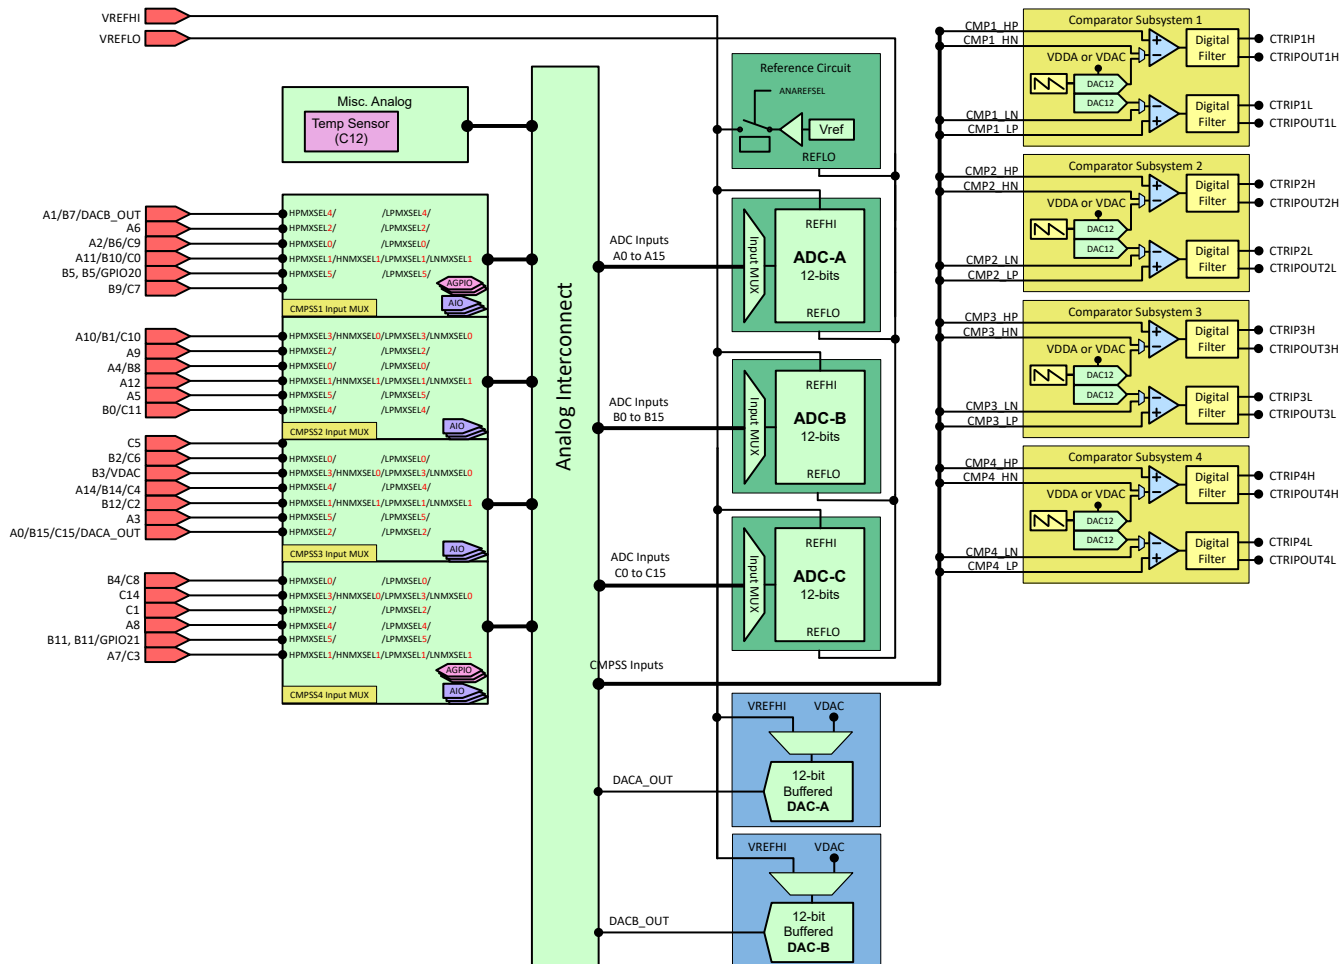 VREFHI
VREFLO
Misc. Analog
Temp Sensor
(C12)
A1/B7/DACB_OUT
A6
A2/B6/C9
A11/B10/C0
B5, B5/GPIO20
B9/C7
HPMXSEL4/ /LPMXSEL4/
HPMXSEL2/ /LPMXSEL2/
HPMXSEL0/ /LPMXSEL0/
HPMXSEL1/HNMXSEL1/LPMXSEL1/LNMXSEL1
HPMXSEL5/ /LPMXSEL5/
AGPIO
AIO
CMPSS1 Input MUX
A10/B1/C10
A9
A4/B8
A12
A5
B0/C11
HPMXSEL3/HNMXSEL0/LPMXSEL3/LNMXSEL0
HPMXSEL2/ /LPMXSEL2/
HPMXSEL0/ /LPMXSEL0/
HPMXSEL1/HNMXSEL1/LPMXSEL1/LNMXSEL1
HPMXSEL5/ /LPMXSEL5/
HPMXSEL4/ /LPMXSEL4/
AIO
CMPSS2 Input MUX
C5
B2/C6
B3/VDAC
A14/B14/C4
B12/C2
A3
A0/B15/C15/DACA_OUT
HPMXSEL0/ /LPMXSEL0/
HPMXSEL3/HNMXSEL0/LPMXSEL3/LNMXSEL0
HPMXSEL4/ /LPMXSEL4/
HPMXSEL1/HNMXSEL1/LPMXSEL1/LNMXSEL1
HPMXSEL5/ /LPMXSEL5/
HPMXSEL2/ /LPMXSEL2/
AIO
CMPSS3 Input MUX
B4/C8
C14
C1
A8
B11, B11/GPIO21
A7/C3
HPMXSEL0/ /LPMXSEL0/
HPMXSEL3/HNMXSEL0/LPMXSEL3/LNMXSEL0
HPMXSEL2/ /LPMXSEL2/
HPMXSEL4/ /LPMXSEL4/
HPMXSEL5/ /LPMXSEL5/
HPMXSEL1/HNMXSEL1/LPMXSEL1/LNMXSEL1
AGPIO
AIO
CMPSS4 Input MUX
Analog Interconnect
Reference Circuit
ANAREFSEL
Vref
REFLO
ADC Inputs
A0 to A15
Input MUX
REFHI
ADC-A
12-bits
REFLO
ADC Inputs
B0 to B15
Input MUX
REFHI
ADC-B
12-bits
REFLO
ADC Inputs
C0 to C15
Input MUX
REFHI
ADC-C
12-bits
REFLO
CMPSS Inputs
VREFHI VDAC
DACA_OUT
12-bit
Buffered
DAC-A
VREFHI VDAC
DACB_OUT
12-bit
Buffered
DAC-B
Comparator Subsystem 1
CMP1_HP
CMP1_HN
CMP1_LN
CMP1_LP
VDDA or VDAC
DAC12
DAC12
Digital
Filter
Digital
Filter
CTRIP1H
CTRIPOUT1H
CTRIP1L
CTRIPOUT1L
Comparator Subsystem 2
CMP2_HP
CMP2_HN
CMP2_LN
CMP2_LP
VDDA or VDAC
DAC12
DAC12
Digital
Filter
Digital
Filter
CTRIP2H
CTRIPOUT2H
CTRIP2L
CTRIPOUT2L
Comparator Subsystem 3
CMP3_HP
CMP3_HN
CMP3_LN
CMP3_LP
VDDA or VDAC
DAC12
DAC12
Digital
Filter
Digital
Filter
CTRIP3H
CTRIPOUT3H
CTRIP3L
CTRIPOUT3L
Comparator Subsystem 4
CMP4_HP
CMP4_HN
CMP4_LN
CMP4_LP
VDDA or VDAC
DAC12
DAC12
Digital
Filter
Digital
Filter
CTRIP4H
CTRIPOUT4H
CTRIP4L
CTRIPOUT4L